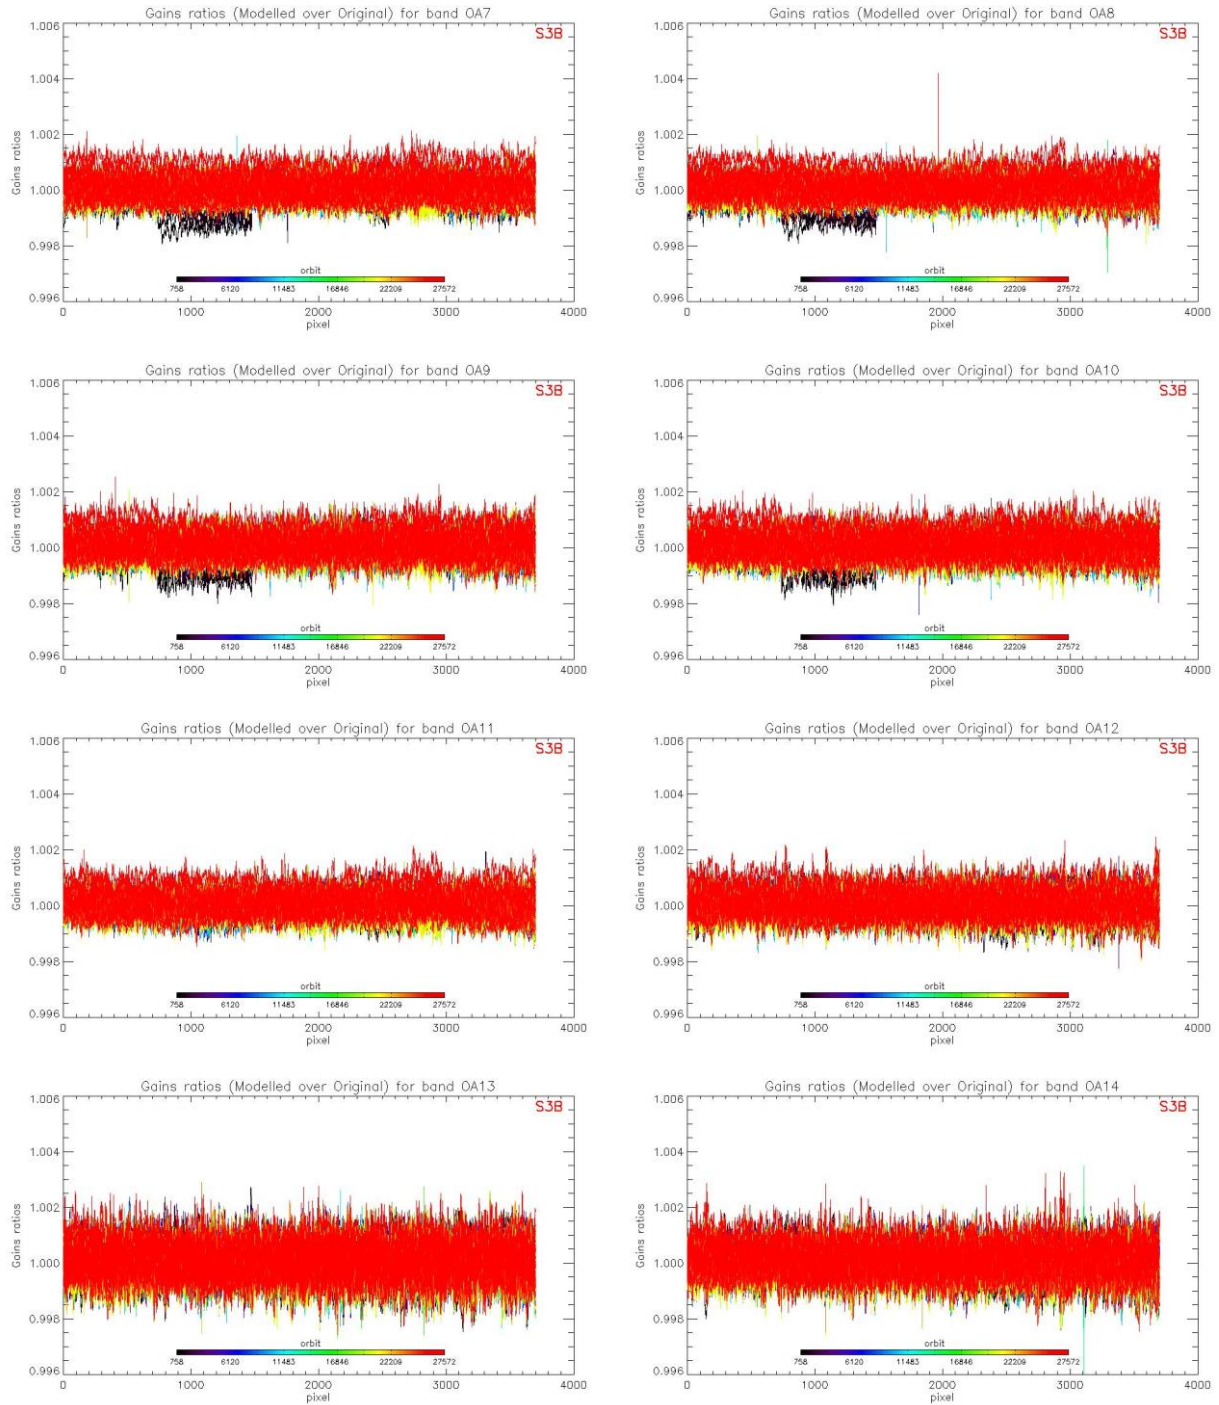 Gains ratios (Modelled over Original) for band OA7
S3B
1.006
1.004
1.002
1.000
0.998
0.996
Gains ratios
orbit
758 6120 11483 16846 22209 27572
0 1000 2000 3000 4000
pixel
Gains ratios (Modelled over Original) for band OA8
S3B
1.006
1.004
1.002
1.000
0.998
0.996
Gains ratios
orbit
758 6120 11483 16846 22209 27572
0 1000 2000 3000 4000
pixel
Gains ratios (Modelled over Original) for band OA9
S3B
1.006
1.004
1.002
1.000
0.998
0.996
Gains ratios
orbit
758 6120 11483 16846 22209 27572
0 1000 2000 3000 4000
pixel
Gains ratios (Modelled over Original) for band OA10
S3B
1.006
1.004
1.002
1.000
0.998
0.996
Gains ratios
orbit
758 6120 11483 16846 22209 27572
0 1000 2000 3000 4000
pixel
Gains ratios (Modelled over Original) for band OA11
S3B
1.006
1.004
1.002
1.000
0.998
0.996
Gains ratios
orbit
758 6120 11483 16846 22209 27572
0 1000 2000 3000 4000
pixel
Gains ratios (Modelled over Original) for band OA12
S3B
1.006
1.004
1.002
1.000
0.998
0.996
Gains ratios
orbit
758 6120 11483 16846 22209 27572
0 1000 2000 3000 4000
pixel
Gains ratios (Modelled over Original) for band OA13
S3B
1.006
1.004
1.002
1.000
0.998
0.996
Gains ratios
orbit
758 6120 11483 16846 22209 27572
0 1000 2000 3000 4000
pixel
Gains ratios (Modelled over Original) for band OA14
S3B
1.006
1.004
1.002
1.000
0.998
0.996
Gains ratios
orbit
758 6120 11483 16846 22209 27572
0 1000 2000 3000 4000
pixel